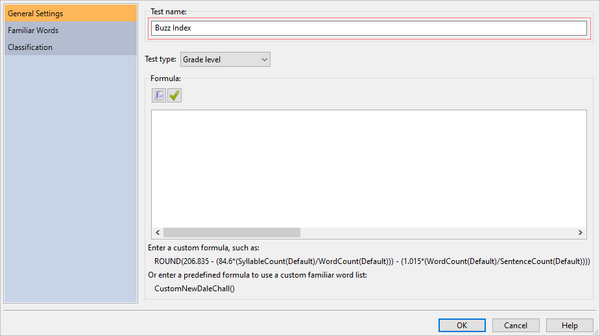 General Settings
Familiar Words
Classification
Test name:
Buzz Index
Test type: Grade level
Formula:
Enter a custom formula, such as:
ROUND(206.835 - (84.6*(SyllableCount(Default)/WordCount(Default))) - (1.015*(WordCount(Default)/SentenceCount(Default))))
Or enter a predefined formula to use a custom familiar word list:
CustomNewDaleChall()
OK Cancel Help